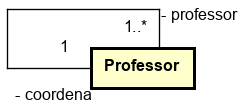 - professor
1..*
1
Professor
- coordena